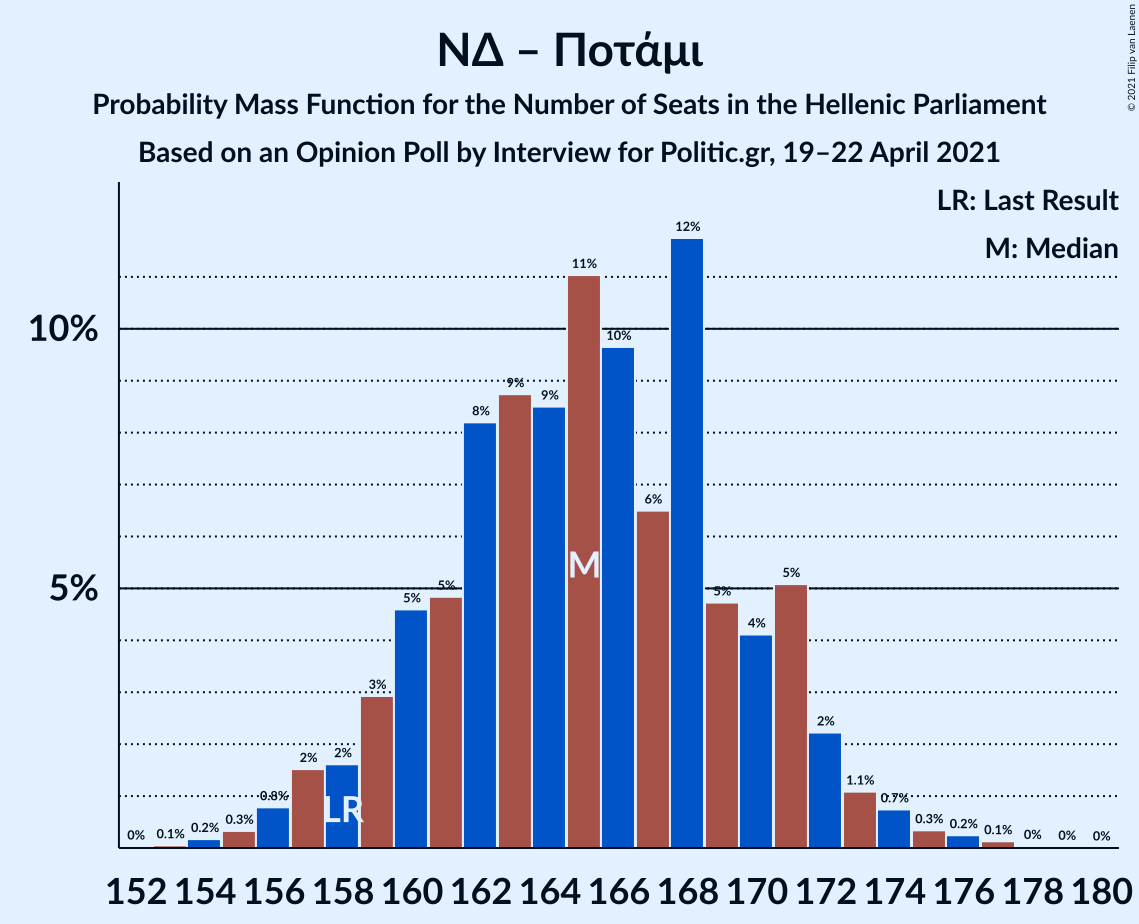 ΝΔ – Ποτάμι
Probability Mass Function for the Number of Seats in the Hellenic Parliament
Based on an Opinion Poll by Interview for Politic.gr, 19–22 April 2021
© 2021 Filip van Laenen
LR: Last Result
M: Median
10%
5%
0% 0.1% 0.2% 0.3% 0.8% 2% 2% 3% 5% 5% 8% 9% 9% 11% 10% 6% 12% 5% 4% 5% 2% 1.1% 0.7% 0.3% 0.2% 0.1% 0% 0% 0%
M
LR
152 154 156 158 160 162 164 166 168 170 172 174 176 178 180